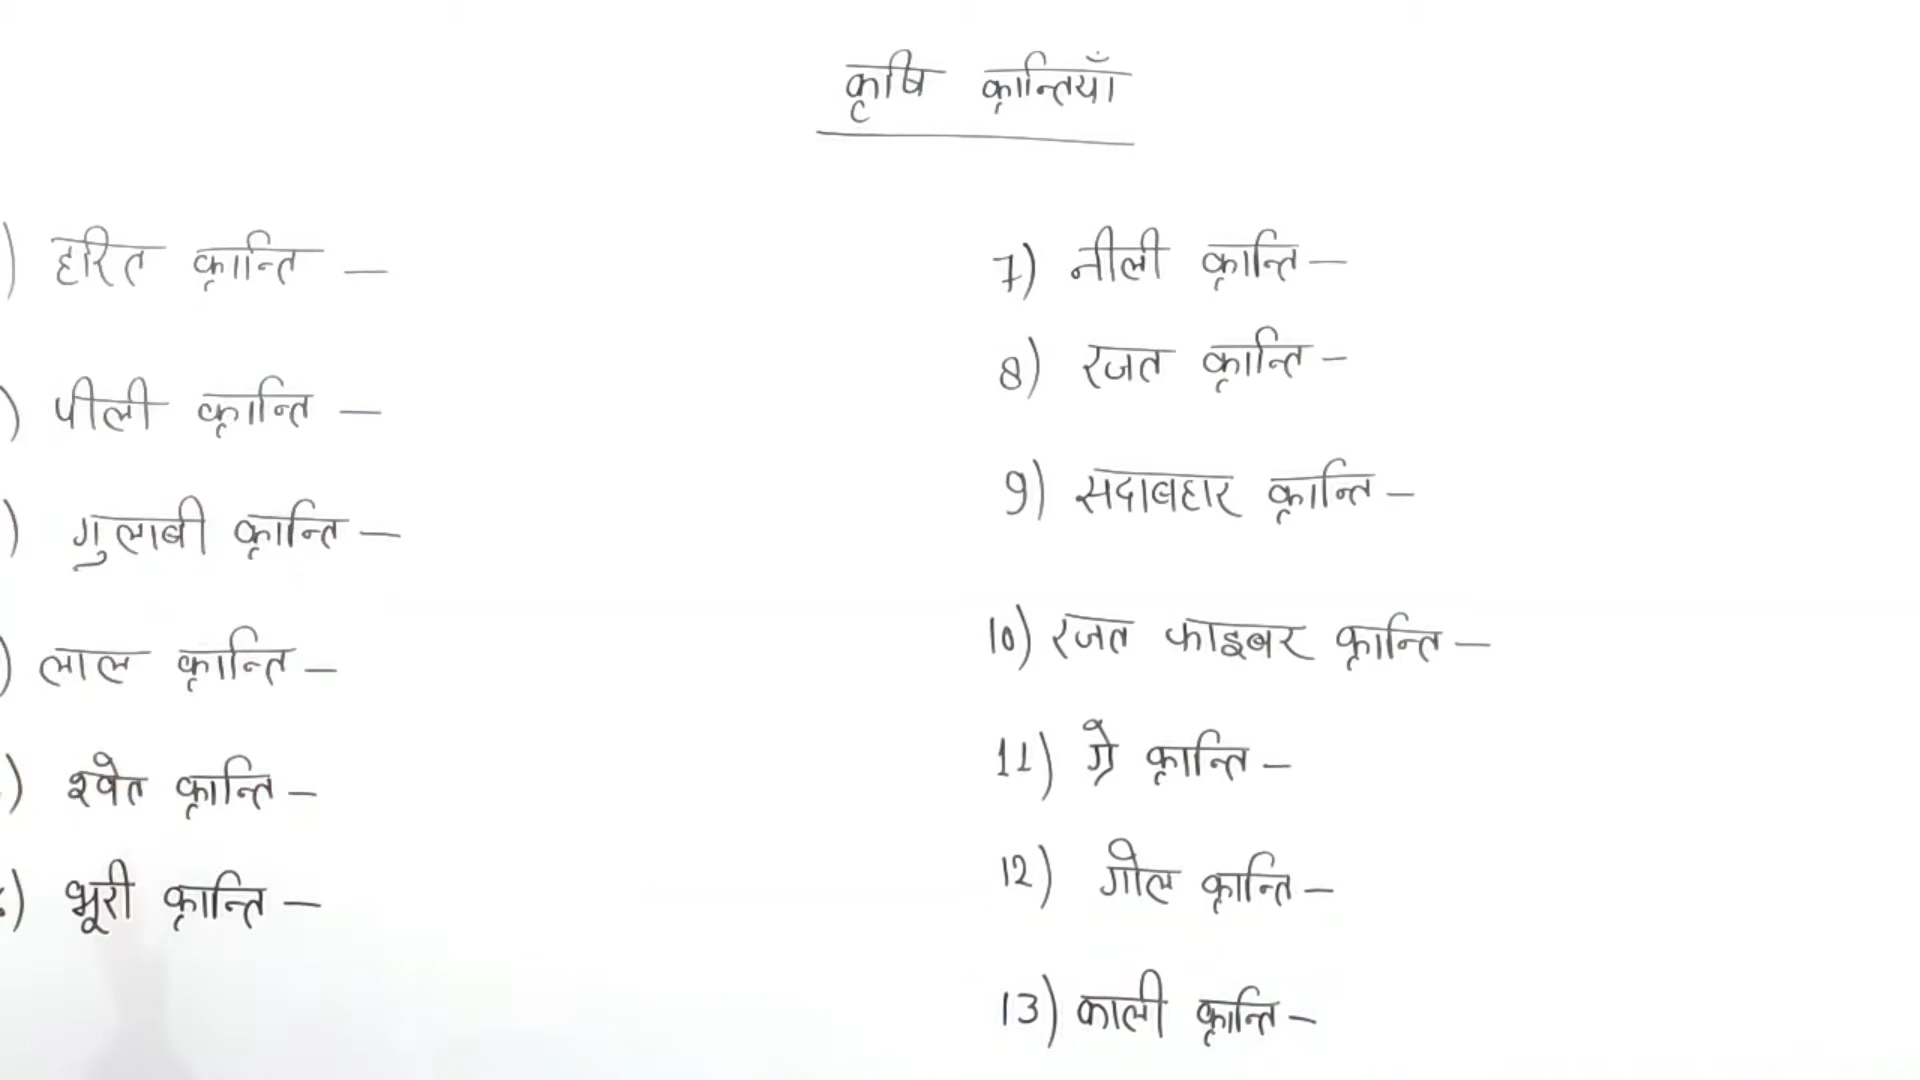 कृषि क्रान्तियाँ
) हरित क्रान्ति –
) पीली क्रान्ति –
) गुलाबी क्रान्ति –
) लाल क्रान्ति –
) श्वेत क्रान्ति –
) भूरी क्रान्ति –
7) नीली क्रान्ति –
8) रजत क्रान्ति –
9) सदाबहार क्रान्ति –
10) रजत फाइबर क्रान्ति –
11) ग्रे क्रान्ति –
12) गोल क्रान्ति –
13) काली क्रान्ति –